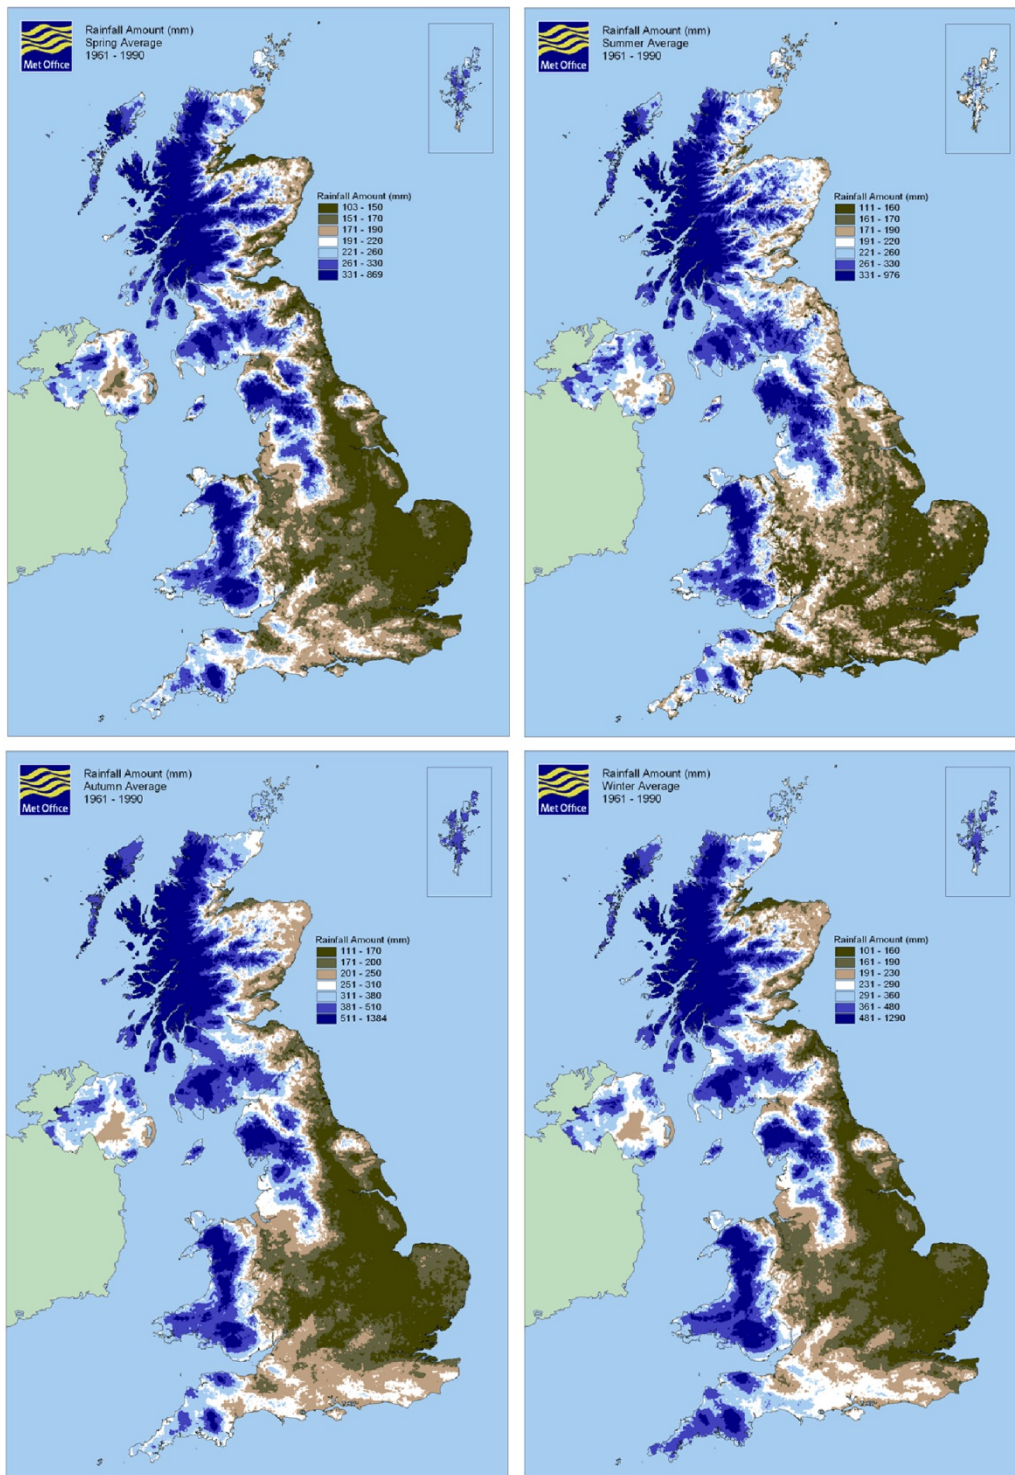 Met Office
Rainfall Amount (mm)
Spring Average
1961 - 1990
Rainfall Amount (mm)
103 - 150
151 - 170
171 - 190
191 - 220
221 - 260
261 - 330
331 - 869
Met Office
Rainfall Amount (mm)
Summer Average
1961 - 1990
Rainfall Amount (mm)
111 - 160
161 - 170
171 - 190
191 - 220
221 - 260
261 - 330
331 - 976
Met Office
Rainfall Amount (mm)
Autumn Average
1961 - 1990
Rainfall Amount (mm)
111 - 170
171 - 200
201 - 250
251 - 310
311 - 380
381 - 510
511 - 1384
Met Office
Rainfall Amount (mm)
Winter Average
1961 - 1990
Rainfall Amount (mm)
101 - 160
161 - 190
191 - 230
231 - 290
291 - 360
361 - 480
481 - 1290